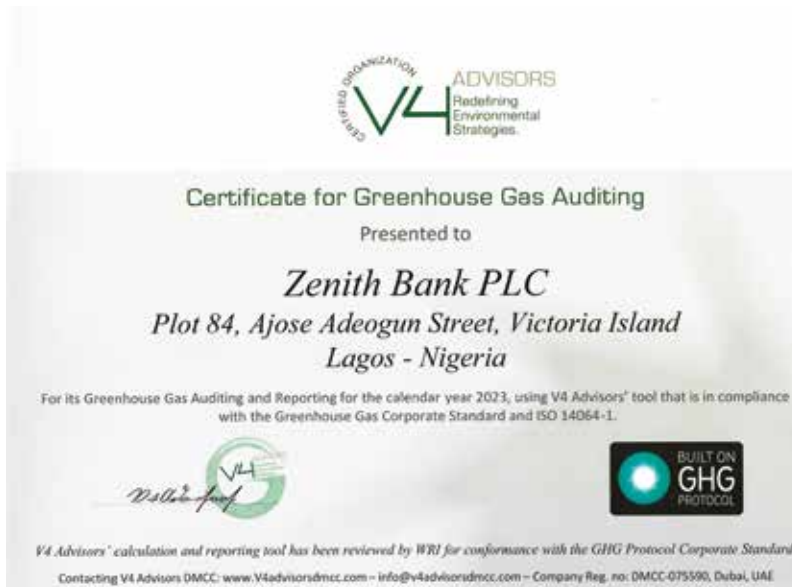 CERTIFIED ORGANIZATION
V4
ADVISORS
Redefining
Environmental
Strategies.
Certificate for Greenhouse Gas Auditing
Presented to
Zenith Bank PLC
Plot 84, Ajose Adeogun Street, Victoria Island
Lagos - Nigeria
For its Greenhouse Gas Auditing and Reporting for the calendar year 2023, using V4 Advisors' tool that is in compliance
with the Greenhouse Gas Corporate Standard and ISO 14064-1.
V4
BUILT ON
GHG
PROTOCOL
V4 Advisors' calculation and reporting tool has been reviewed by WRI for conformance with the GHG Protocol Corporate Standard
Contacting V4 Advisors DMCC: www.V4advisorsdmcc.com – info@v4advisorsdmcc.com – Company Reg. no: DMCC-075590, Dubai, UAE